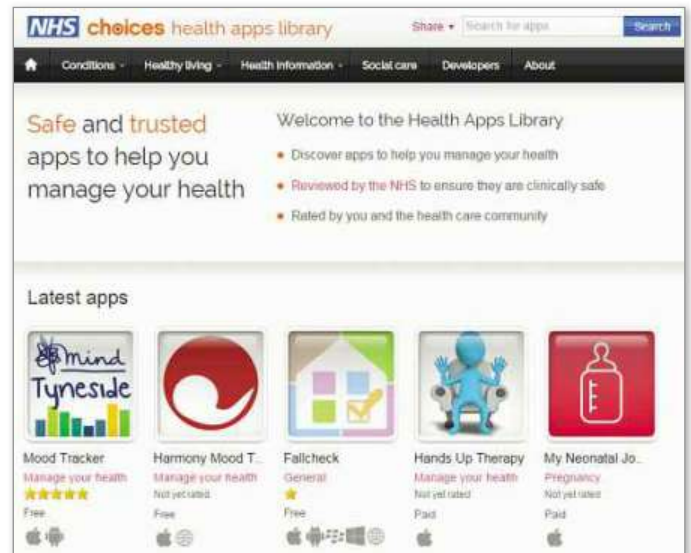 NHS choices health apps library
Share
Search for apps
Search
Conditions
Healthy living
Health Information
Social care
Developers
About
Safe and trusted
apps to help you
manage your health
Welcome to the Health Apps Library
Discover apps to help you manage your health
Reviewed by the NHS to ensure they are clinically safe
Rated by you and the health care community
Latest apps
mind
Tyneside
Mood Tracker
Manage your health
Free
Harmony Mood T..
Manage your health
Not yet rated
Free
Fallcheck
General
Free
Hands Up Therapy
Manage your health
Not yet rated
Paid
My Neonatal Jo..
Pregnancy
Not yet rated
Paid